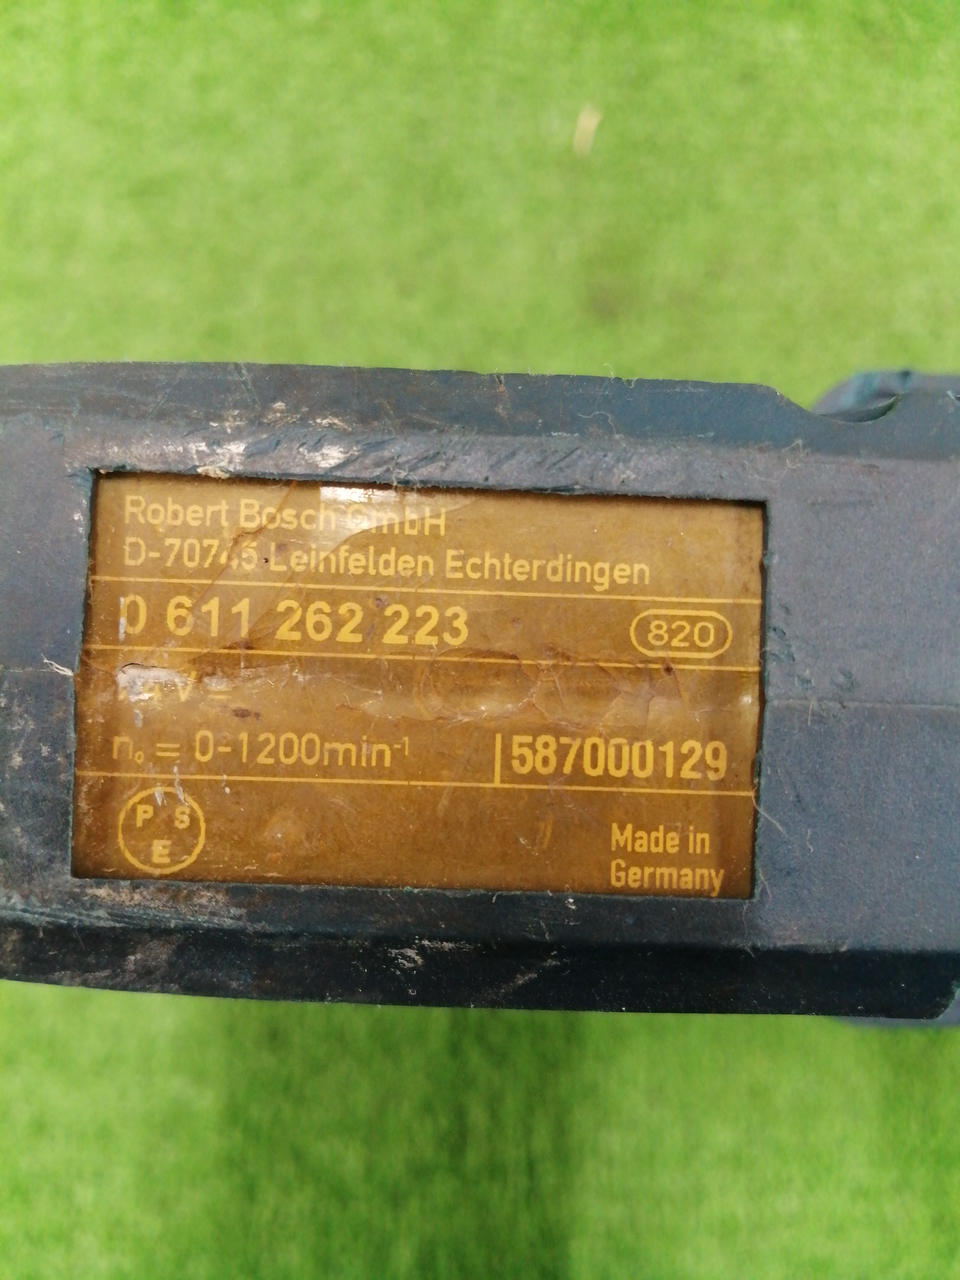 Robert Bosch GmbH
D-70745 Leinfelden Echterdingen
0 611 262 223 820
V =
n₀ = 0-1200min⁻¹ 587000129
P S
E
Made in
Germany